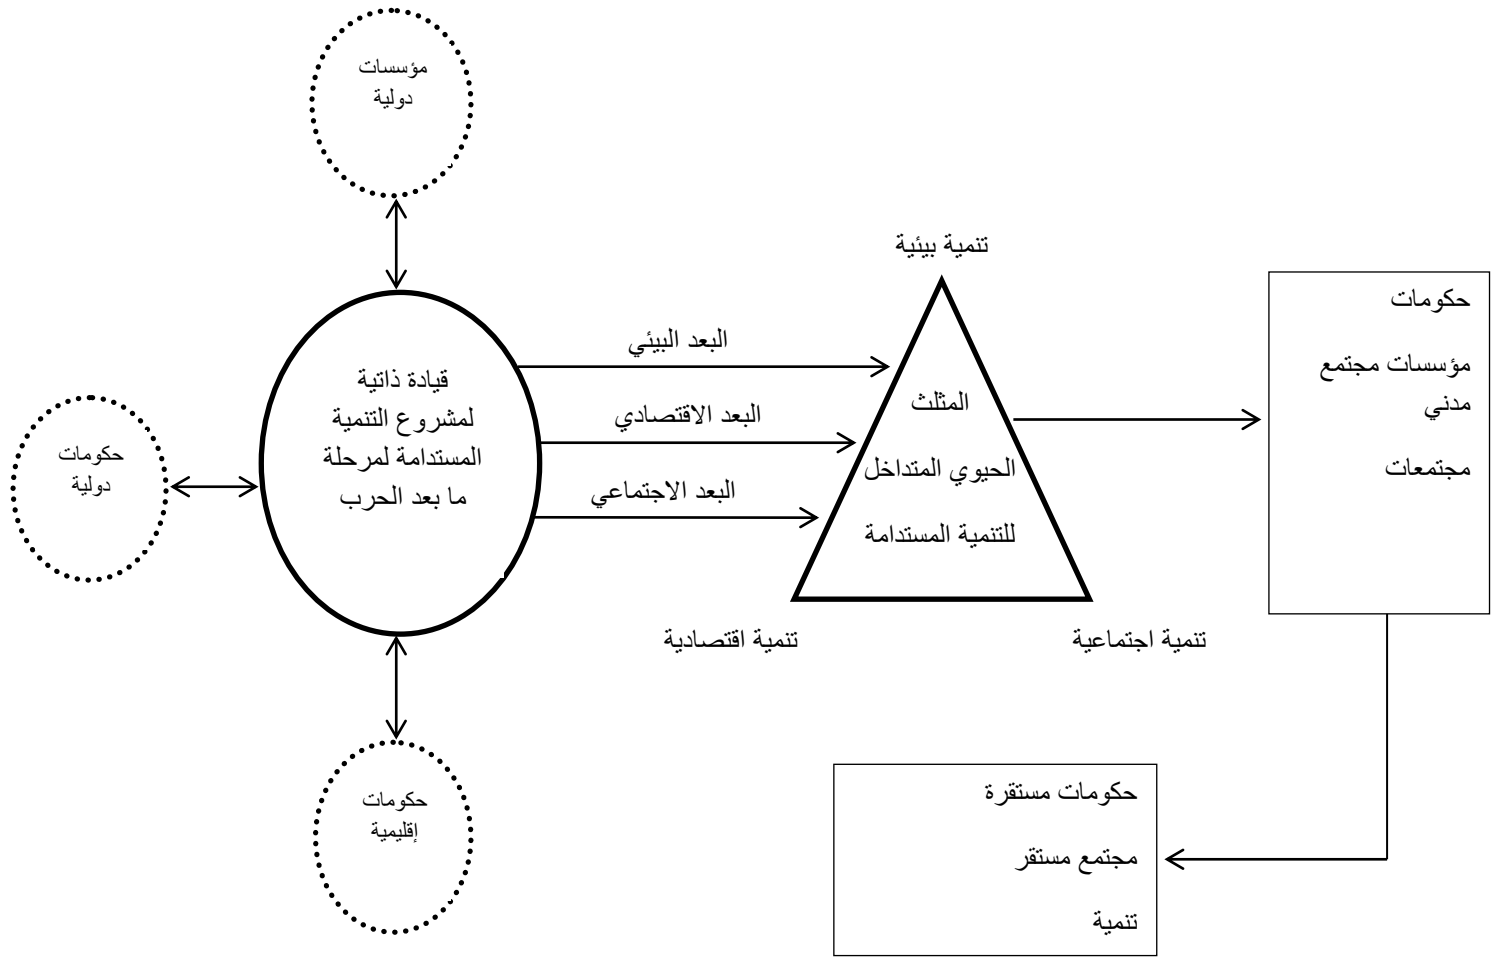 مؤسسات
دولية
تنمية بيئية
حكومات
مؤسسات مجتمع
مدني
مجتمعات
البعد البيئي
البعد الاقتصادي
البعد الاجتماعي
قيادة ذاتية
لمشروع التنمية
المستدامة لمرحلة
ما بعد الحرب
المثلث
الحيوي المتداخل
للتنمية المستدامة
حكومات
دولية
تنمية اجتماعية
تنمية اقتصادية
حكومات
إقليمية
حكومات مستقرة
مجتمع مستقر
تنمية